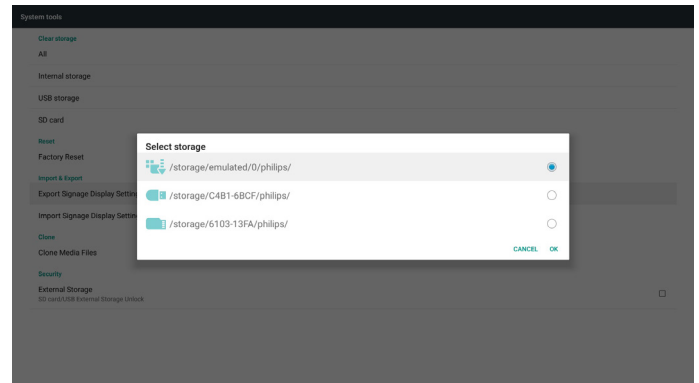 System tools
Clear storage
All
Internal storage
USB storage
SD card
Reset
Factory Reset
Import & Export
Export Signage Display Setting
Import Signage Display Setting
Clone
Clone Media Files
Security
External Storage
SD card/USB External Storage Unlock
Select storage
/storage/emulated/0/philips/
/storage/C4B1-6BCF/philips/
/storage/6103-13FA/philips/
CANCEL OK